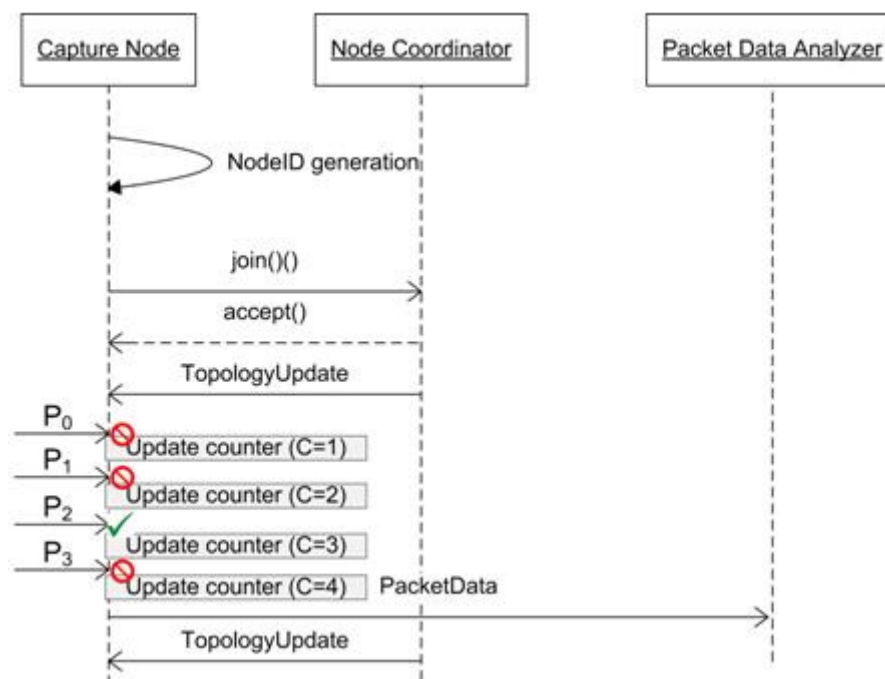 Capture Node
Node Coordinator
Packet Data Analyzer
NodeID generation
join()()
accept()
TopologyUpdate
P₀
Update counter (C=1)
P₁
Update counter (C=2)
P₂
Update counter (C=3)
P₃
Update counter (C=4)
PacketData
TopologyUpdate